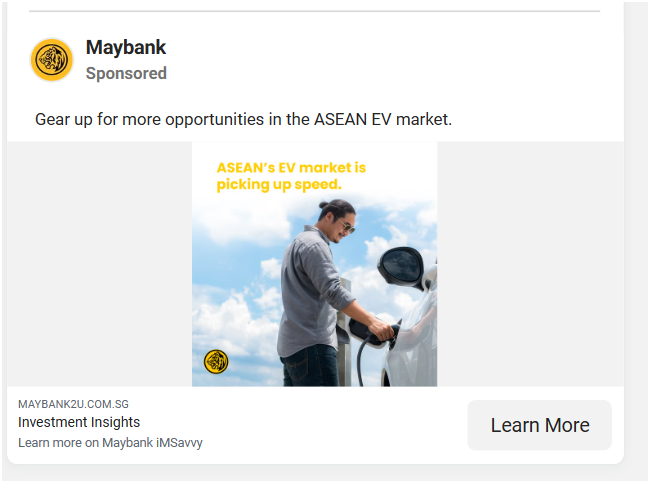 Maybank
Sponsored
Gear up for more opportunities in the ASEAN EV market.
ASEAN's EV market is
picking up speed.
MAYBANK2U.COM.SG
Investment Insights
Learn more on Maybank iMSavvy
Learn More